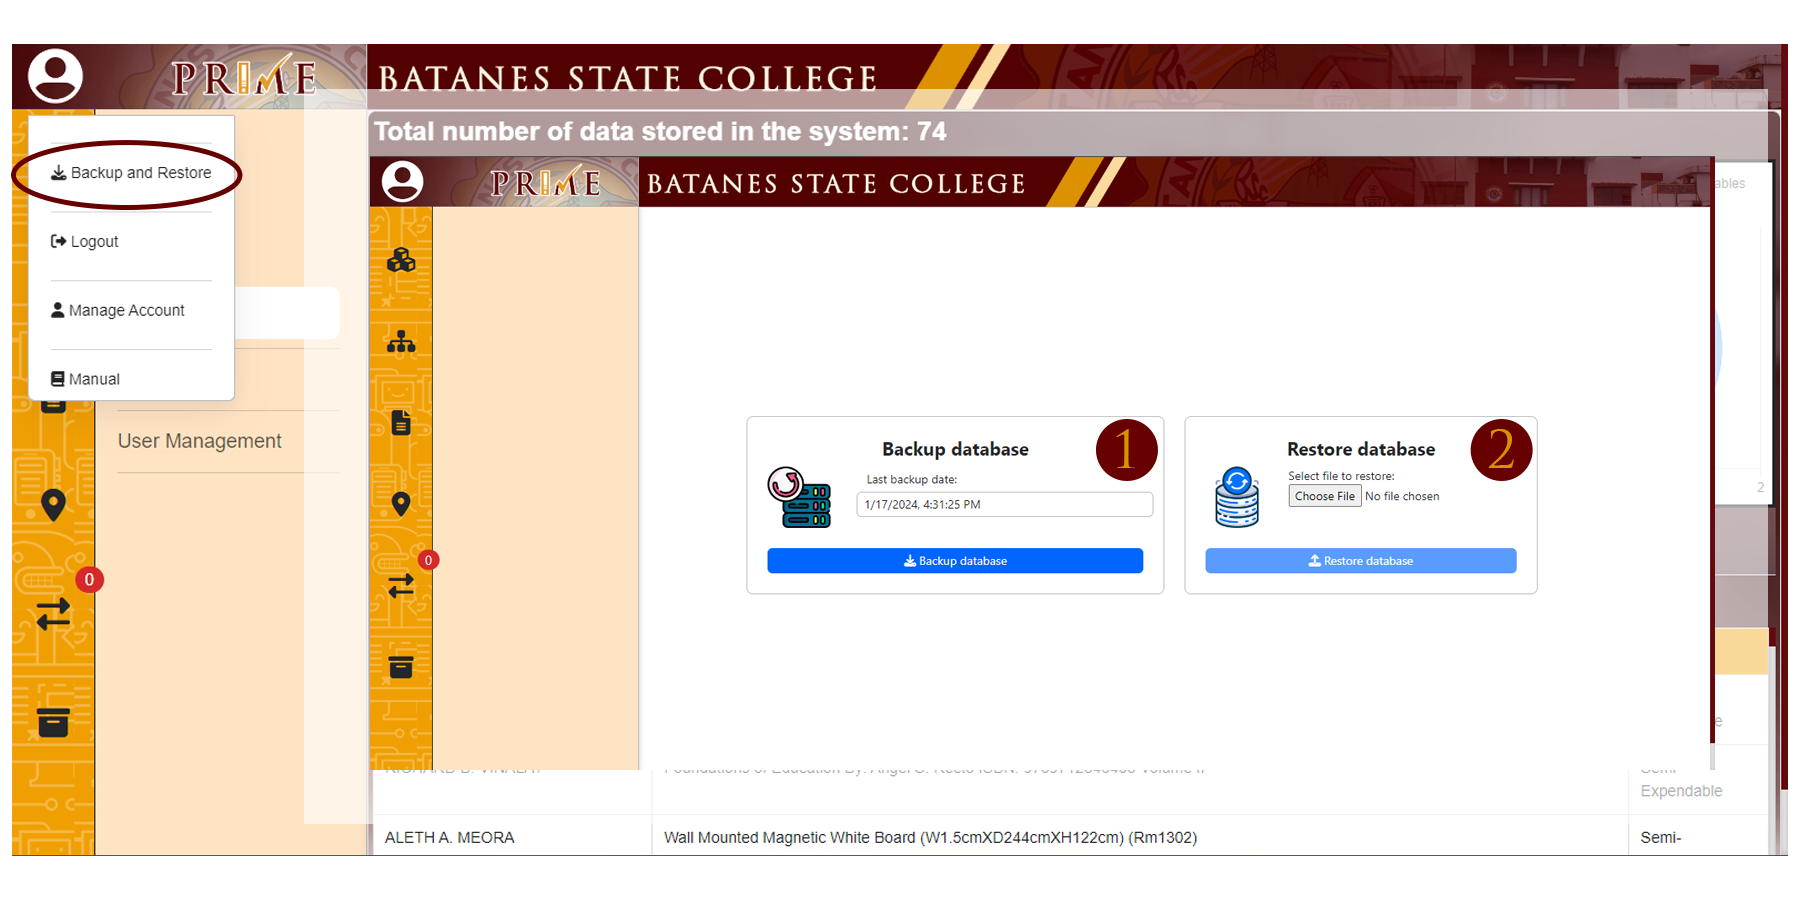 PRIME
BATANES STATE COLLEGE
Total number of data stored in the system: 74
Backup and Restore
Logout
Manage Account
Manual
User Management
0
PRIME
BATANES STATE COLLEGE
0
Backup database
1
Last backup date:
1/17/2024, 4:31:25 PM
Backup database
Restore database
2
Select file to restore:
Choose File No file chosen
Restore database
ables
2
e
Expendable
ALETH A. MEORA
Wall Mounted Magnetic White Board (W1.5cmXD244cmXH122cm) (Rm1302)
Semi-